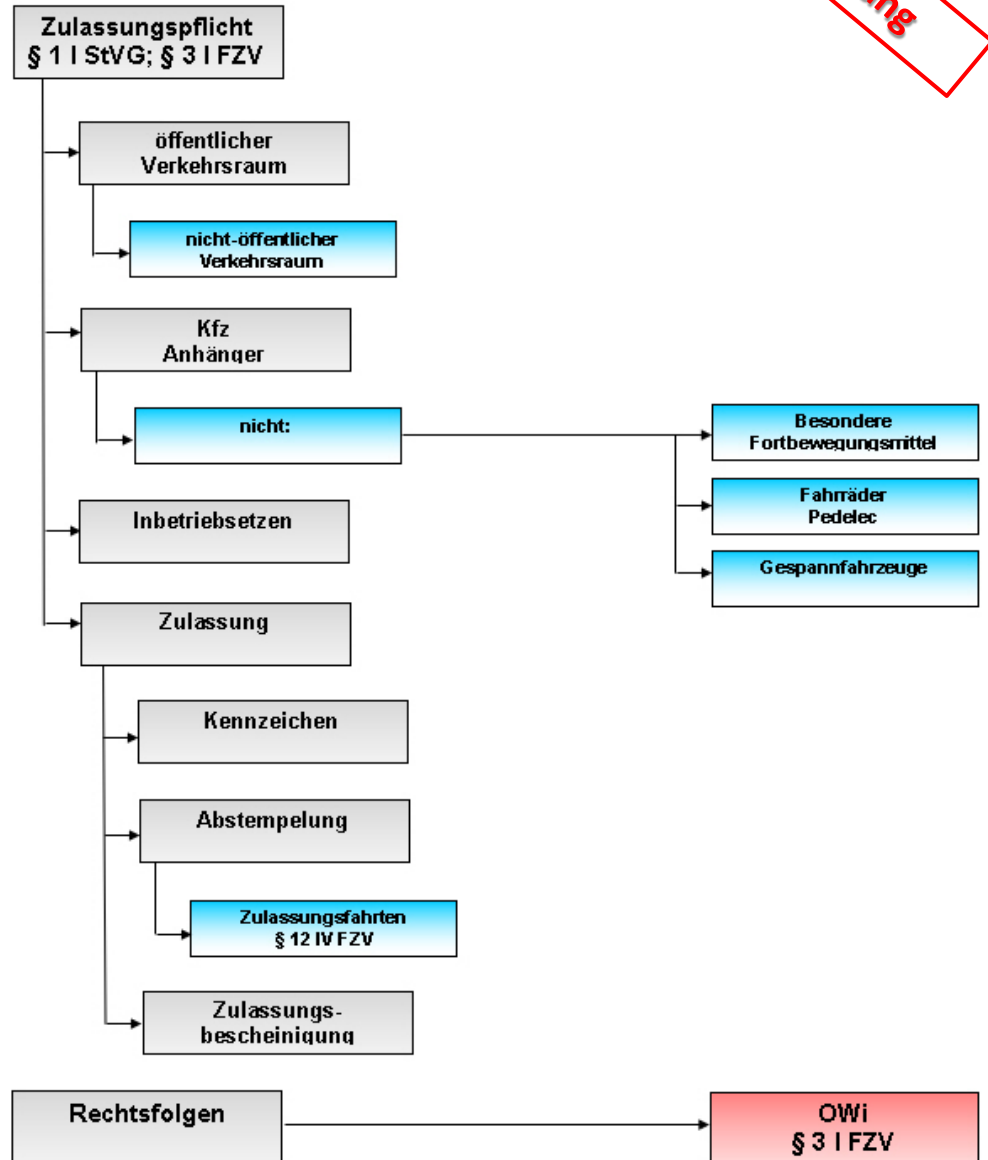 Zulassungspflicht
§ 1 I StVG; § 3 I FZV
öffentlicher
Verkehrsraum
nicht-öffentlicher
Verkehrsraum
Kfz
Anhänger
nicht:
Besondere
Fortbewegungsmittel
Fahrräder
Pedelec
Gespannfahrzeuge
Inbetriebsetzen
Zulassung
Kennzeichen
Abstempelung
Zulassungsfahrten
§ 12 IV FZV
Zulassungs-
bescheinigung
Rechtsfolgen
OWi
§ 3 I FZV